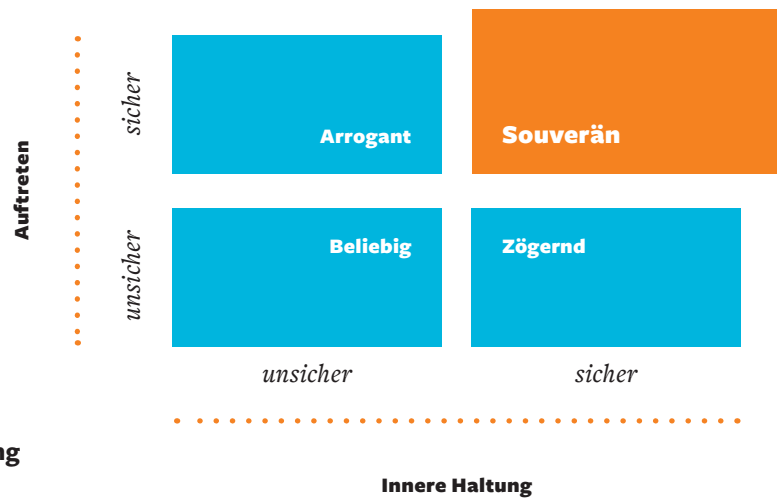 Auftreten
sicher
Arrogant
Souverän
unsicher
Beliebig
Zögernd
unsicher
sicher
Innere Haltung